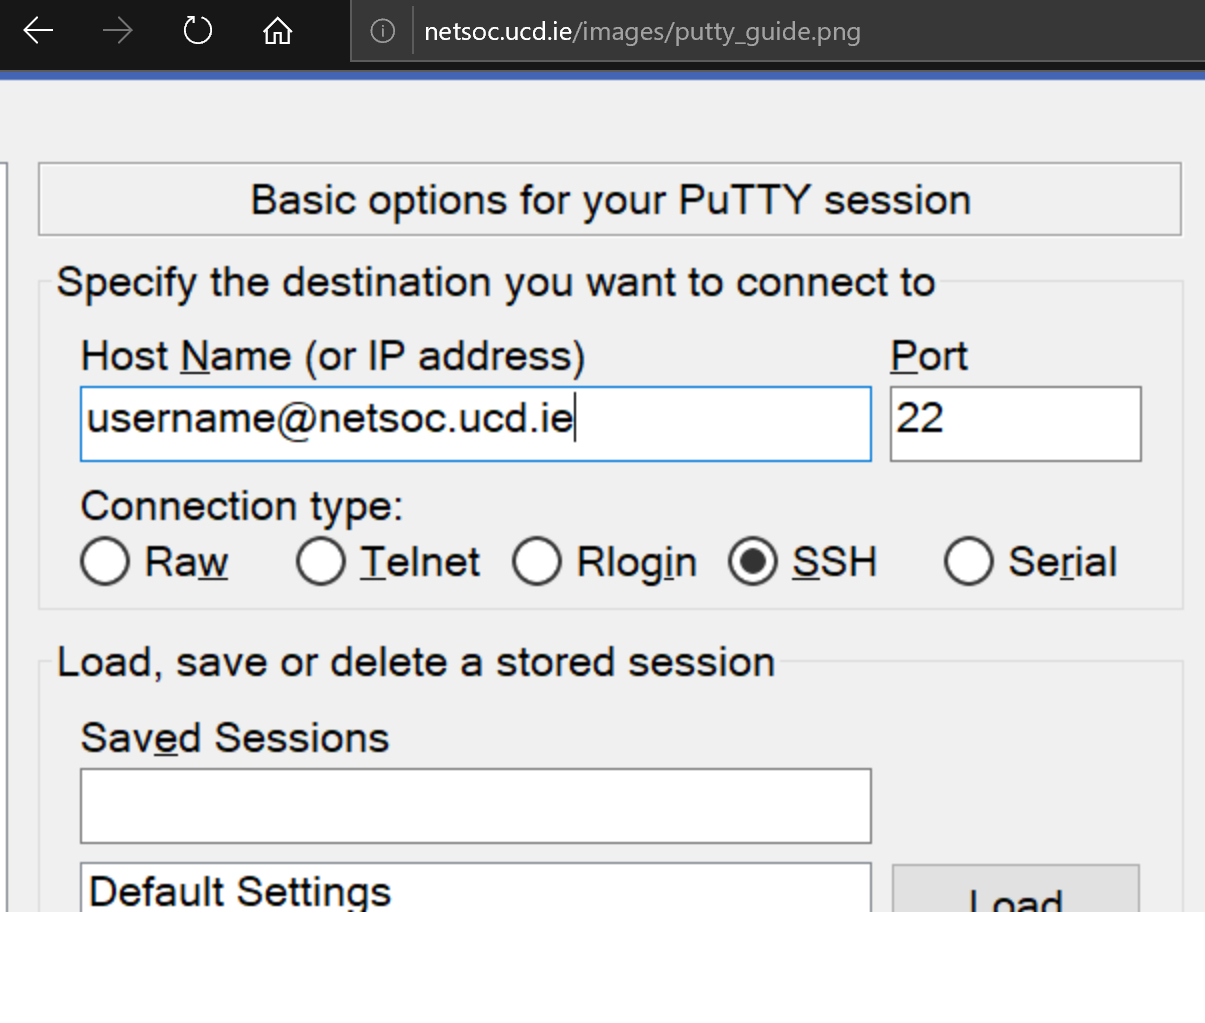 netsoc.ucd.ie/images/putty_guide.png
Basic options for your PuTTY session
Specify the destination you want to connect to
Host Name (or IP address) Port
username@netsoc.ucd.ie 22
Connection type:
Raw Telnet Rlogin SSH Serial
Load, save or delete a stored session
Saved Sessions
Default Settings Load